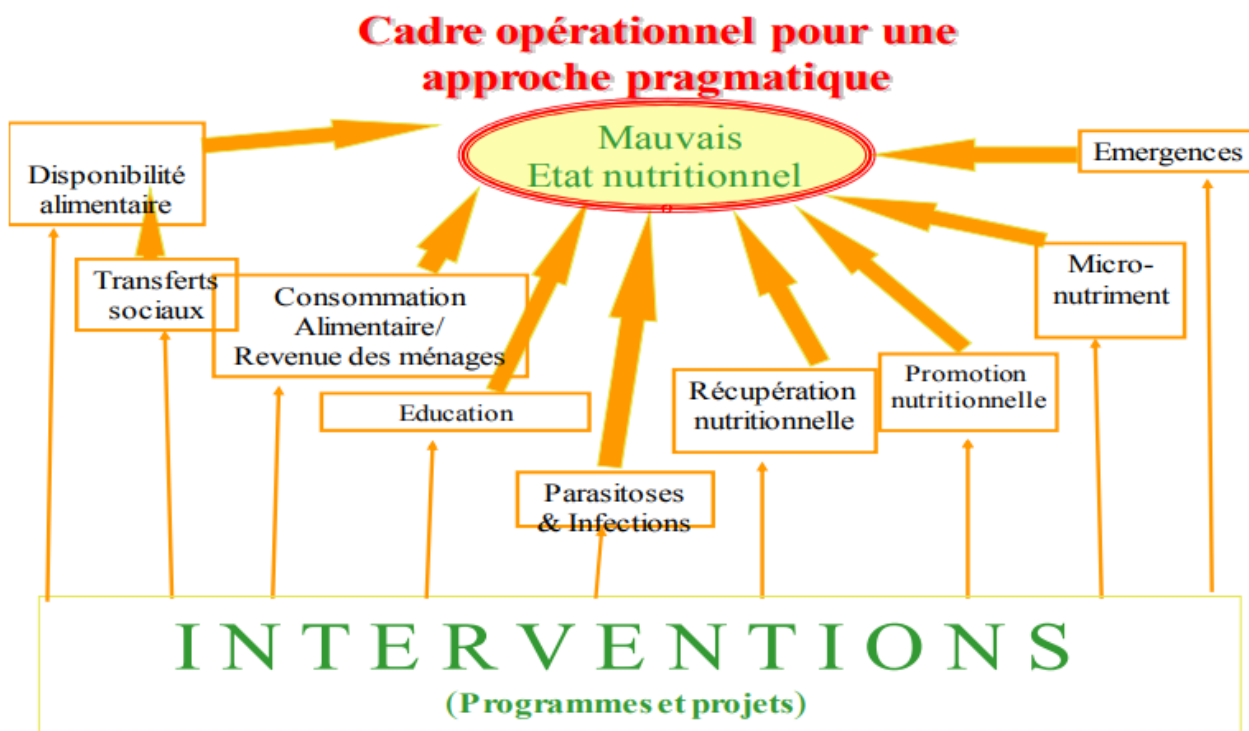 Cadre opérationnel pour une
approche pragmatique
Mauvais
Etat nutritionnel
Disponibilité
alimentaire
Emergences
Transferts
sociaux
Consommation
Alimentaire/
Revenue des ménages
Micro-
nutriment
Education
Récupération
nutritionnelle
Promotion
nutritionnelle
Parasitoses
& Infections
INTERVENTIONS
(Programmes et projets)